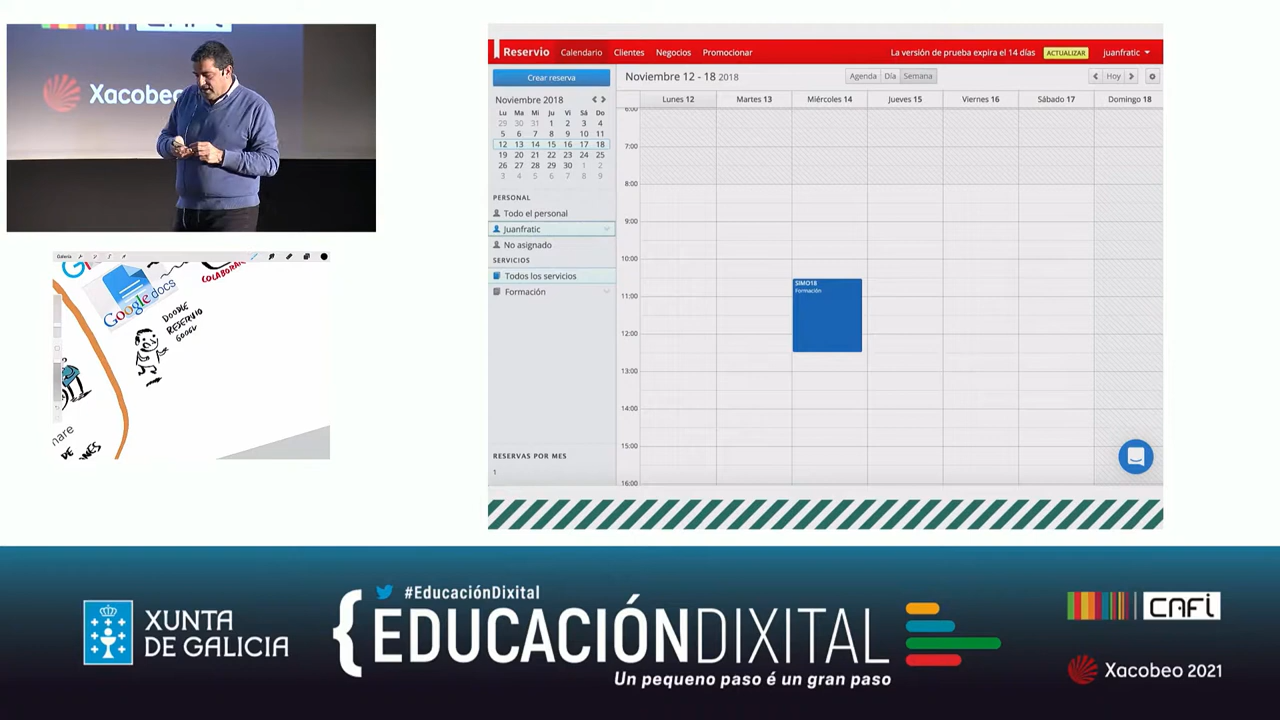 Xacobeo
Galería
Google docs
COLABORA
DOODLE
RESERVIO
GOOGL
hare
DE
NES
Reservio Calendario Clientes Negocios Promocionar
La versión de prueba expira el 14 días ACTUALIZAR juanfratic
Crear reserva
Noviembre 12 - 18 2018
Agenda Día Semana
Hoy
Noviembre 2018
Lu Ma Mi Ju Vi Sá Do
29 30 31 1 2 3 4
5 6 7 8 9 10 11
12 13 14 15 16 17 18
19 20 21 22 23 24 25
26 27 28 29 30 1 2
3 4 5 6 7 8 9
PERSONAL
Todo el personal
Juanfratic
No asignado
SERVICIOS
Todos los servicios
Formación
RESERVAS POR MES
1
Lunes 12 Martes 13 Miércoles 14 Jueves 15 Viernes 16 Sábado 17 Domingo 18
6:00
7:00
8:00
9:00
10:00
11:00
12:00
13:00
14:00
15:00
16:00
SIMO18
Formación
XUNTA
DE GALICIA
#EducaciónDixital
{EDUCACIÓNDIXITAL
Un pequeno paso é un gran paso
CAFi
Xacobeo 2021